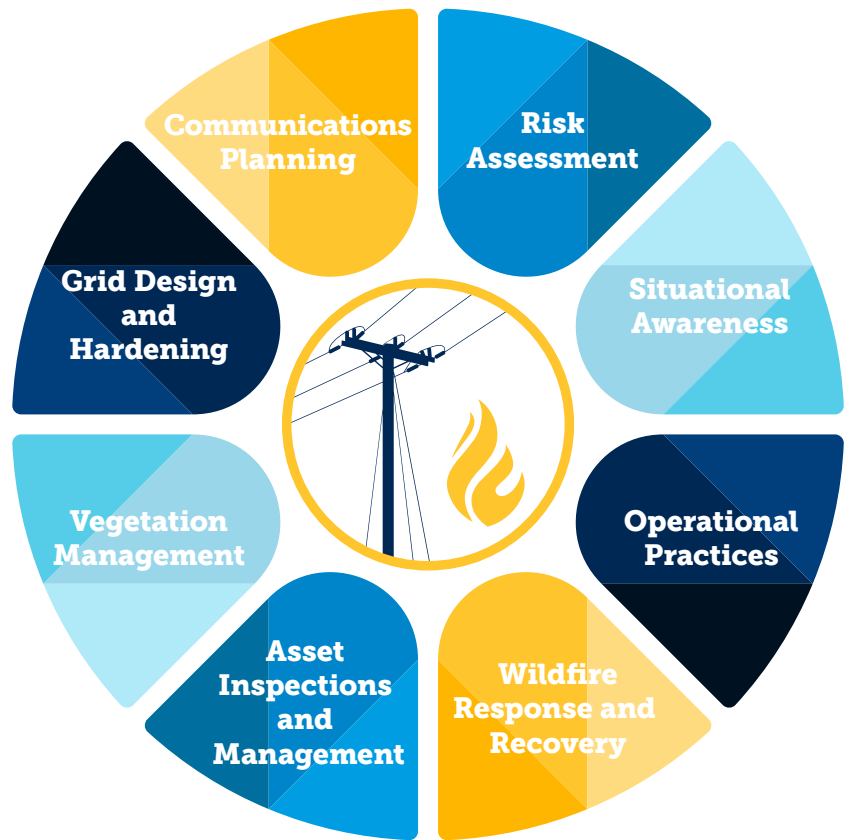 Communications
Planning
Risk
Assessment
Grid Design
and
Hardening
Situational
Awareness
Vegetation
Management
Operational
Practices
Asset
Inspections
and
Management
Wildfire
Response and
Recovery